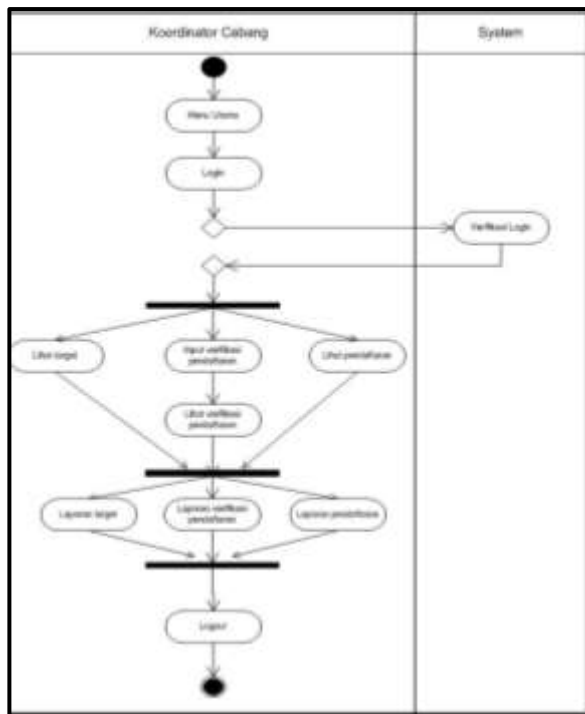 Koordinator Cabang
System
Menu Utama
Login
Verifikasi Login
Lihat target
Input verifikasi
pendaftaran
Lihat pendaftaran
Lihat verifikasi
pendaftaran
Laporan target
Laporan verifikasi
pendaftaran
Laporan pendaftaran
Logout